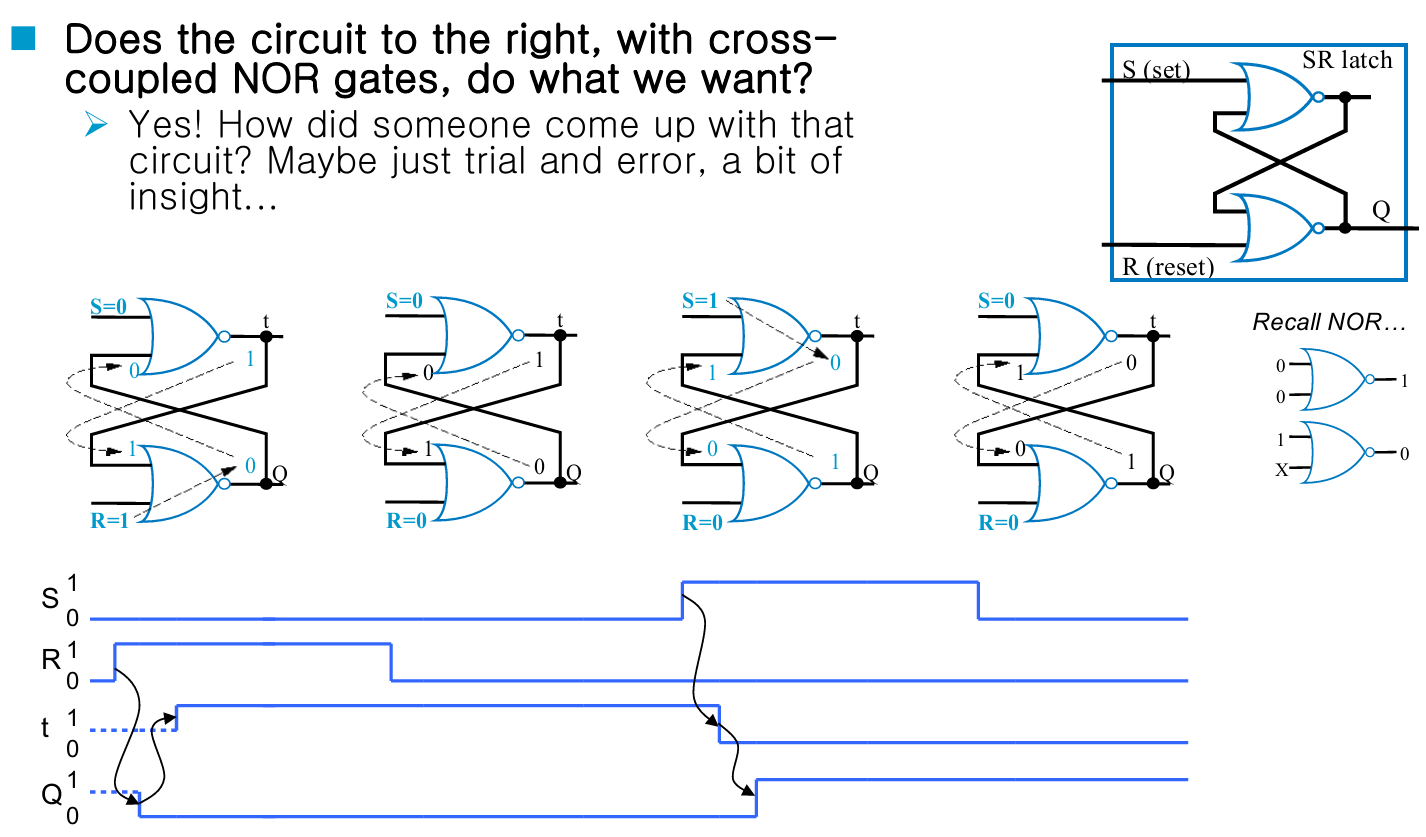 Does the circuit to the right, with cross-
coupled NOR gates, do what we want?
Yes! How did someone come up with that
circuit? Maybe just trial and error, a bit of
insight...
S (set)
SR latch
Q
R (reset)
S=0
t
0
1
1
0
Q
R=1
S=0
t
0
1
1
0
Q
R=0
S=1
t
1
0
0
1
Q
R=0
S=0
t
1
0
0
1
Q
R=0
Recall NOR...
0
0
1
1
X
0
S
1
0
R
1
0
t
1
0
Q
1
0